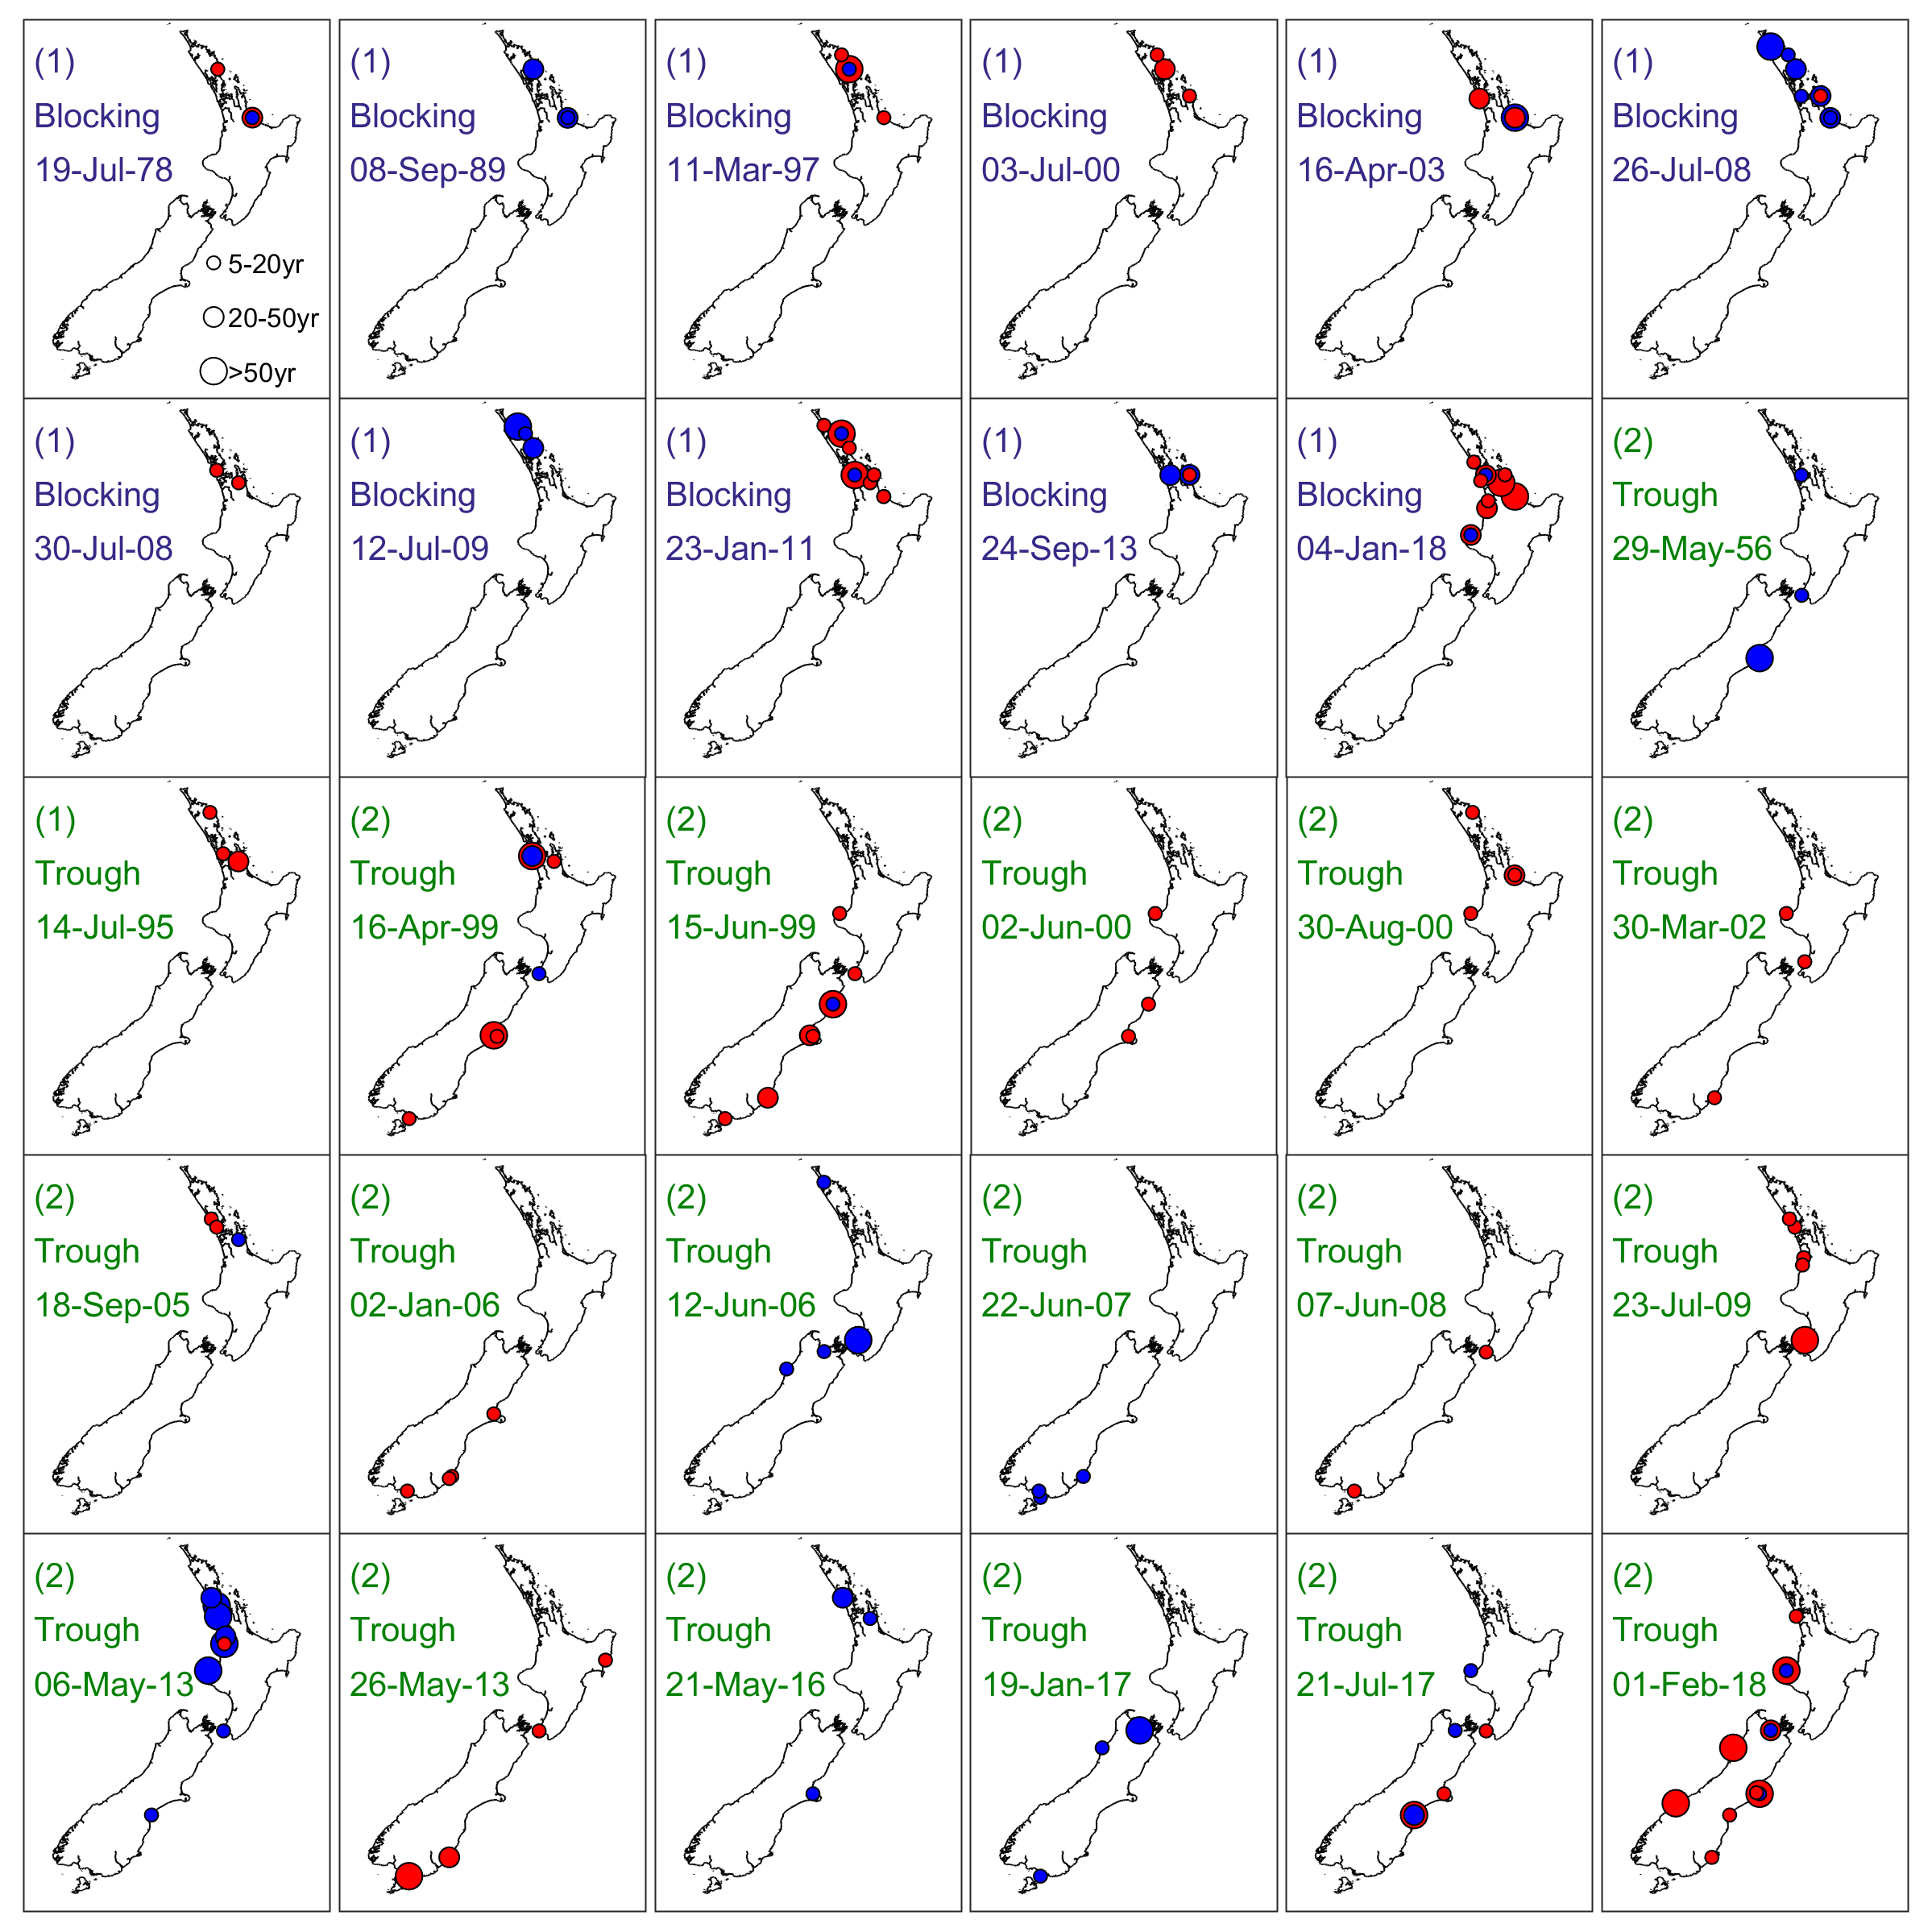 (1)
Blocking
19-Jul-78
5-20yr
20-50yr
>50yr
(1)
Blocking
08-Sep-89
(1)
Blocking
11-Mar-97
(1)
Blocking
03-Jul-00
(1)
Blocking
16-Apr-03
(1)
Blocking
26-Jul-08
(1)
Blocking
30-Jul-08
(1)
Blocking
12-Jul-09
(1)
Blocking
23-Jan-11
(1)
Blocking
24-Sep-13
(1)
Blocking
04-Jan-18
(2)
Trough
29-May-56
(1)
Trough
14-Jul-95
(2)
Trough
16-Apr-99
(2)
Trough
15-Jun-99
(2)
Trough
02-Jun-00
(2)
Trough
30-Aug-00
(2)
Trough
30-Mar-02
(2)
Trough
18-Sep-05
(2)
Trough
02-Jan-06
(2)
Trough
12-Jun-06
(2)
Trough
22-Jun-07
(2)
Trough
07-Jun-08
(2)
Trough
23-Jul-09
(2)
Trough
06-May-13
(2)
Trough
26-May-13
(2)
Trough
21-May-16
(2)
Trough
19-Jan-17
(2)
Trough
21-Jul-17
(2)
Trough
01-Feb-18